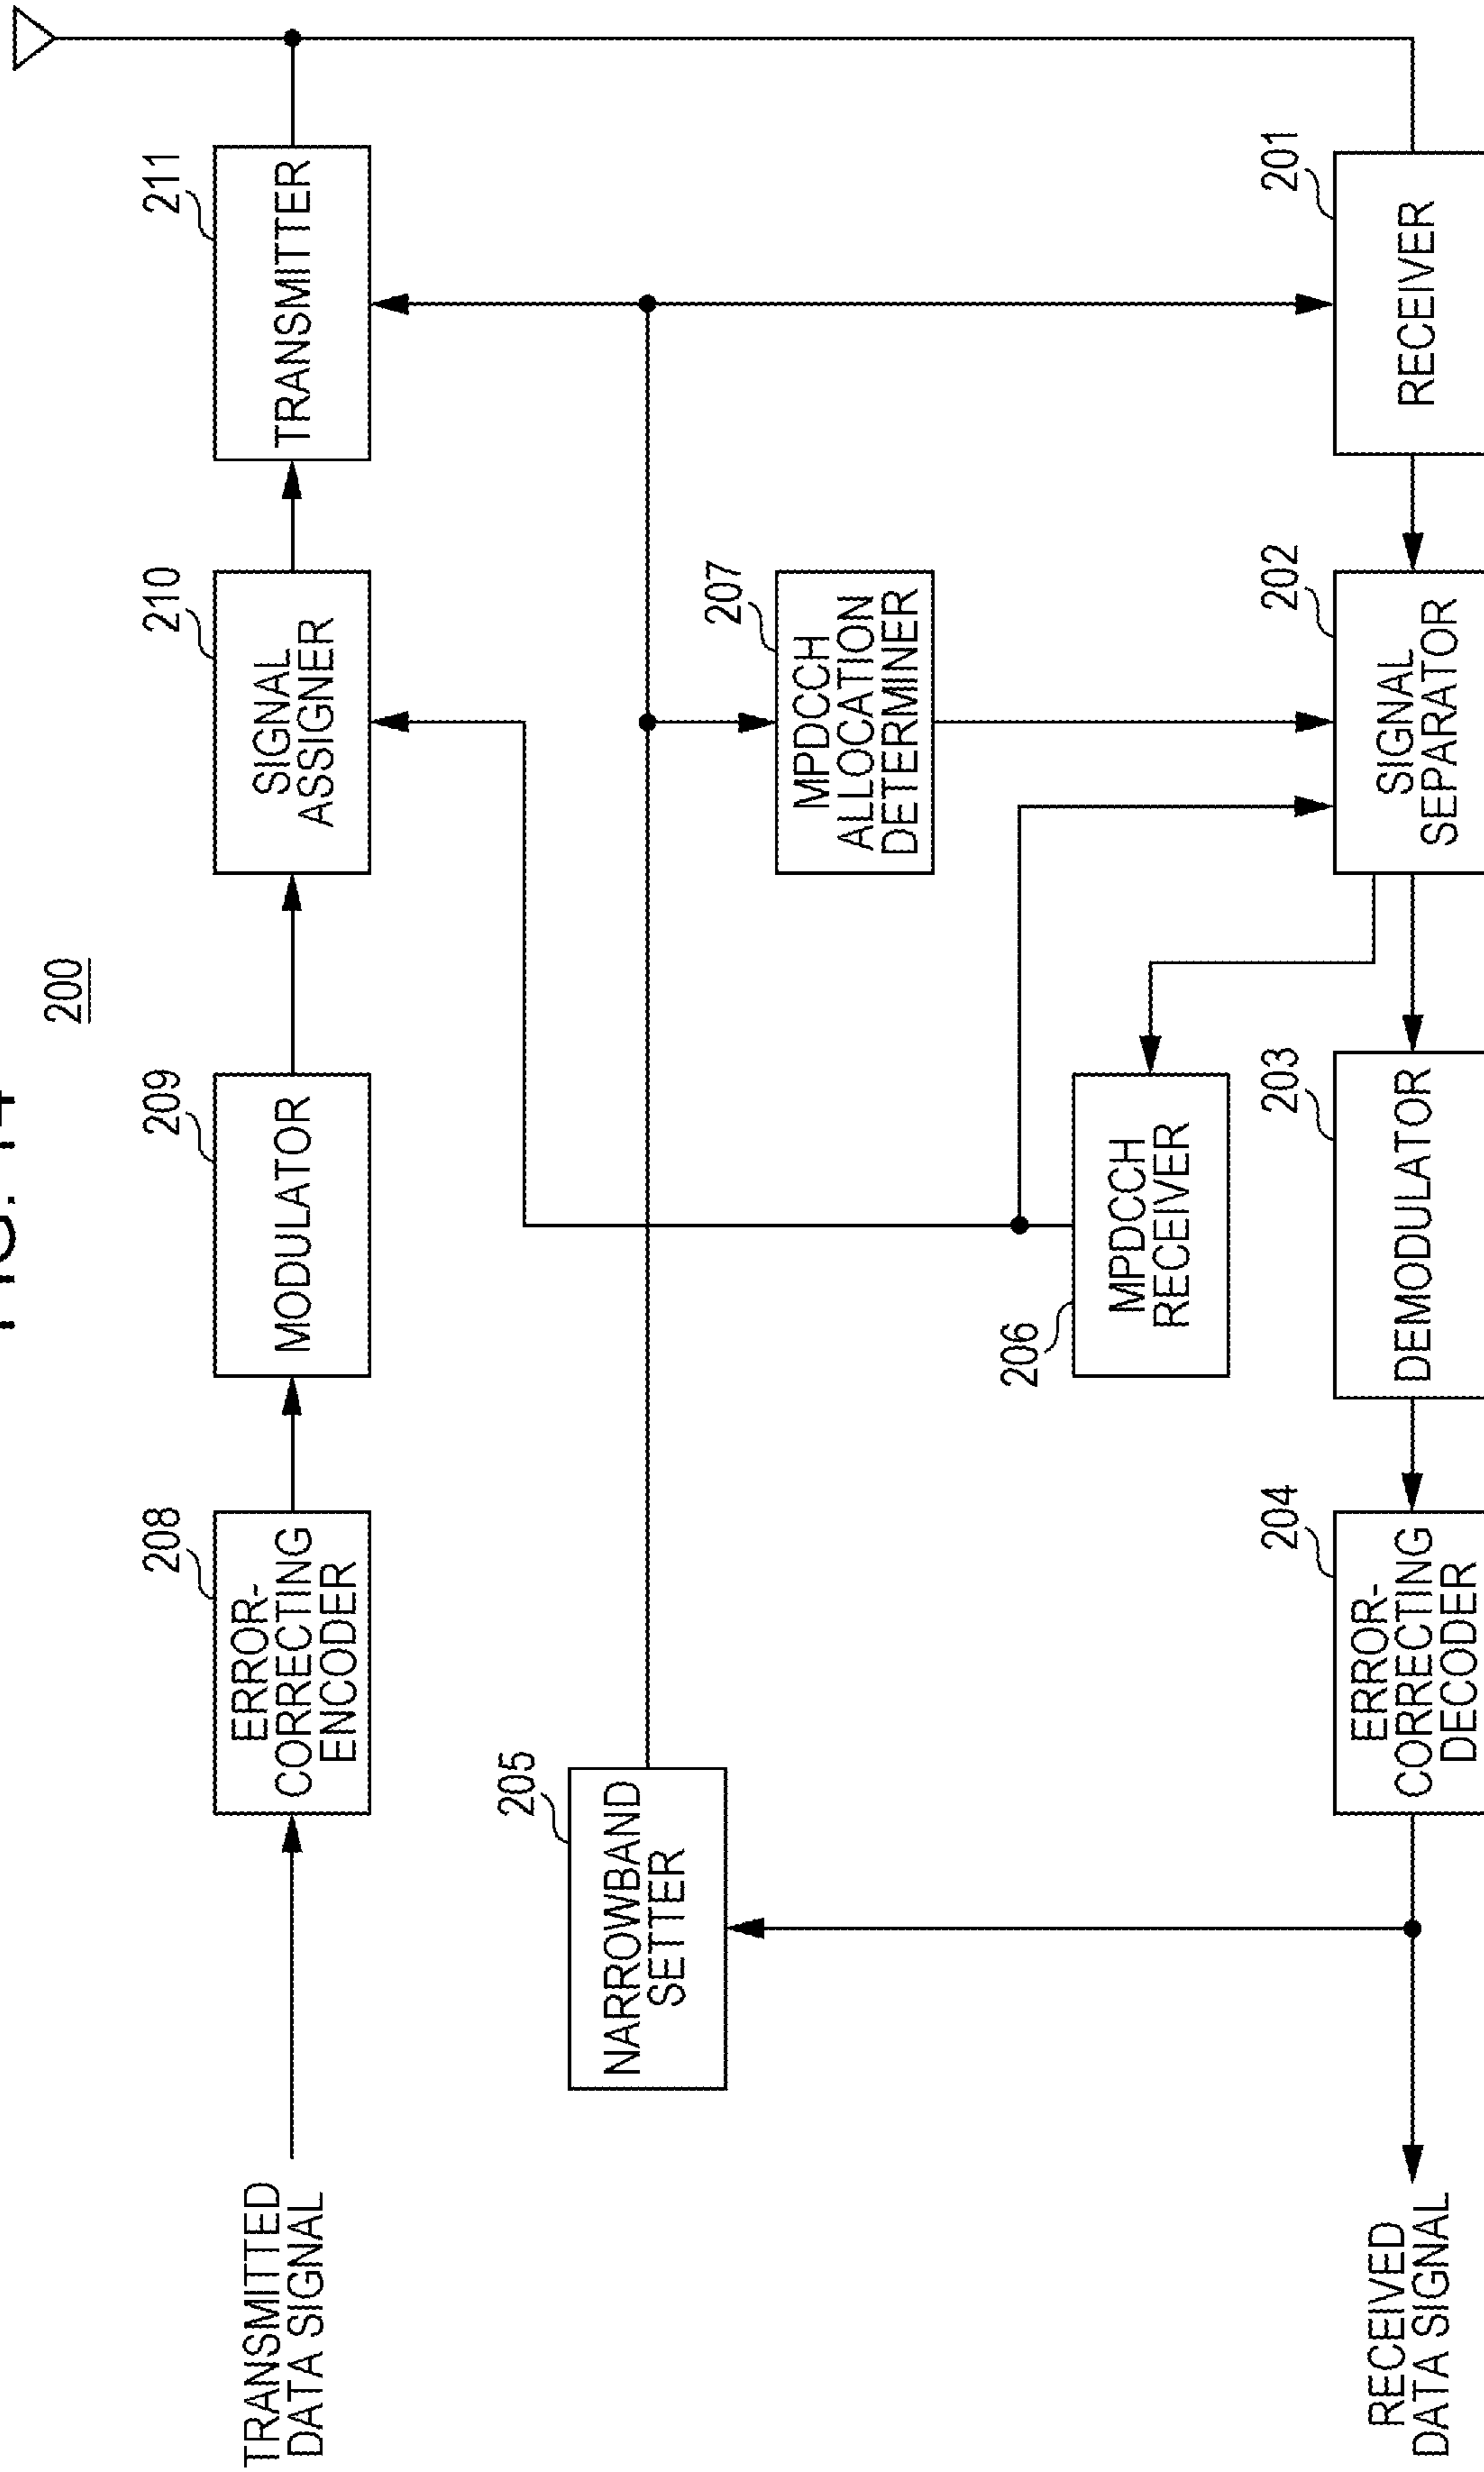 200
TRANSMITTED
DATA SIGNAL
208
ERROR-
CORRECTING
ENCODER
209
MODULATOR
210
SIGNAL
ASSIGNER
211
TRANSMITTER
205
NARROWBAND
SETTER
207
MPDCCH
ALLOCATION
DETERMINER
206
MPDCCH
RECEIVER
RECEIVED
DATA SIGNAL
204
ERROR-
CORRECTING
DECODER
203
DEMODULATOR
202
SIGNAL
SEPARATOR
201
RECEIVER